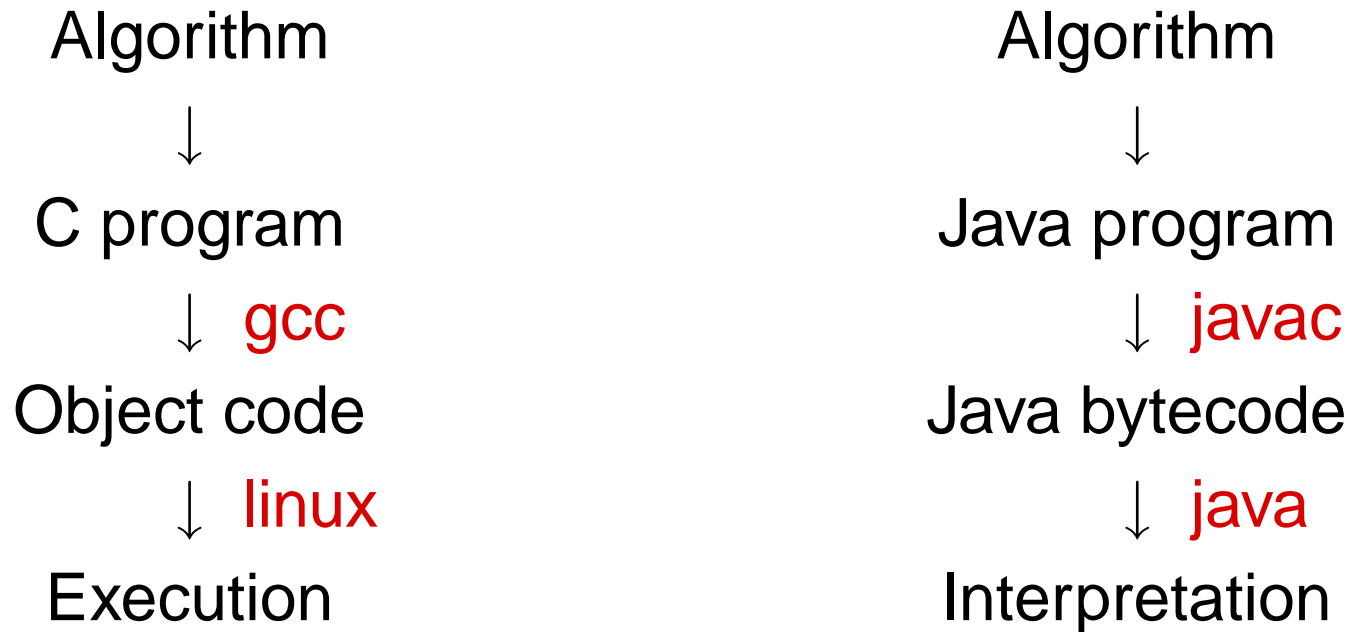 Algorithm
↓
C program
↓ gcc
Object code
↓ linux
Execution
Algorithm
↓
Java program
↓ javac
Java bytecode
↓ java
Interpretation